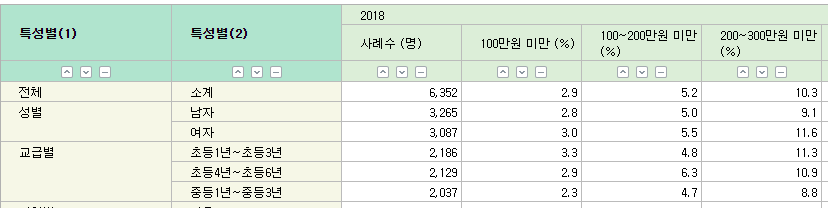 특성별(1) 특성별(2) 2018
사례수 (명) 100만원 미만 (%) 100~200만원 미만 (%) 200~300만원 미만 (%)
전체 소계 6,352 2.9 5.2 10.3
성별 남자 3,265 2.8 5.0 9.1
여자 3,087 3.0 5.5 11.6
교급별 초등1년~초등3년 2,186 3.3 4.8 11.3
초등4년~초등6년 2,129 2.9 6.3 10.9
중등1년~중등3년 2,037 2.3 4.7 8.8